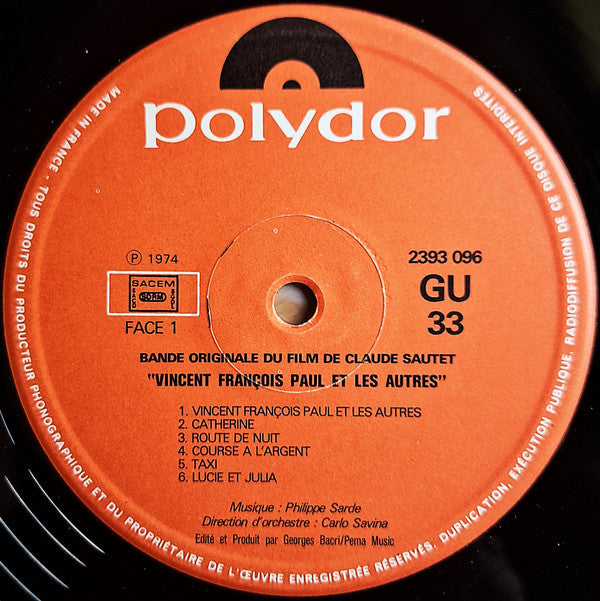 polydor
℗ 1974
SACEM
SACD SDRM SGDL
FACE 1
2393 096
GU
33
BANDE ORIGINALE DU FILM DE CLAUDE SAUTET
"VINCENT FRANÇOIS PAUL ET LES AUTRES"
1. VINCENT FRANÇOIS PAUL ET LES AUTRES
2. CATHERINE
3. ROUTE DE NUIT
4. COURSE A L'ARGENT
5. TAXI
6. LUCIE ET JULIA
Musique : Philippe Sarde
Direction d'orchestre : Carlo Savina
Edité et Produit par Georges Bacri/Pema Music
MADE IN FRANCE · TOUS DROITS DU PRODUCTEUR PHONOGRAPHIQUE ET DU PROPRIÉTAIRE DE L'ŒUVRE ENREGISTRÉE RÉSERVÉS. DUPLICATION, EXÉCUTION PUBLIQUE, RADIODIFFUSION DE CE DISQUE INTERDITES